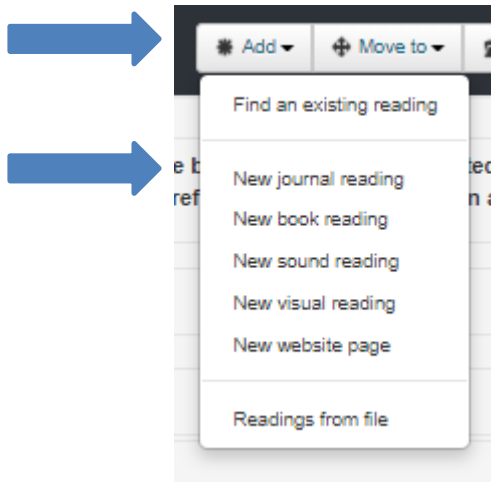 Add Move to
Find an existing reading
New journal reading
New book reading
New sound reading
New visual reading
New website page
Readings from file